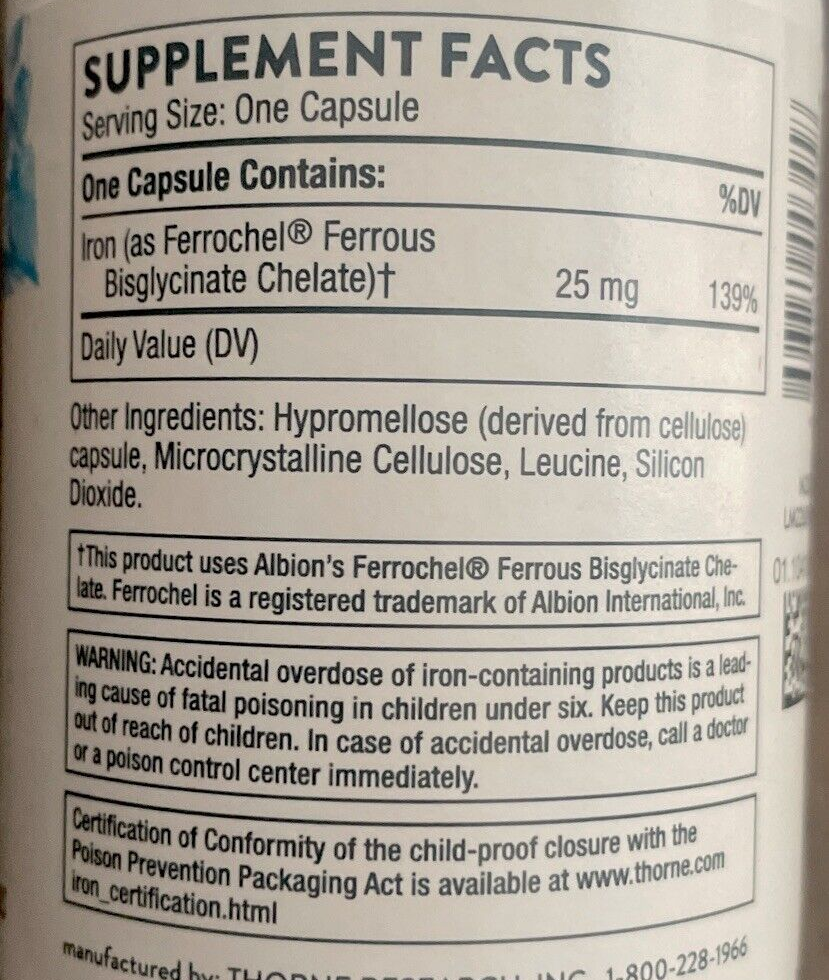 SUPPLEMENT FACTS
Serving Size: One Capsule
One Capsule Contains:
%DV
Iron (as Ferrochel® Ferrous
Bisglycinate Chelate)† 25 mg 139%
Daily Value (DV)
Other Ingredients: Hypromellose (derived from cellulose)
capsule, Microcrystalline Cellulose, Leucine, Silicon
Dioxide.
†This product uses Albion's Ferrochel® Ferrous Bisglycinate Che-
late. Ferrochel is a registered trademark of Albion International, Inc.
WARNING: Accidental overdose of iron-containing products is a lead-
ing cause of fatal poisoning in children under six. Keep this product
out of reach of children. In case of accidental overdose, call a doctor
or a poison control center immediately.
Certification of Conformity of the child-proof closure with the
Poison Prevention Packaging Act is available at www.thorne.com
iron_certification.html
manufactured by: THORNE RESEARCH, INC. 1-800-228-1966